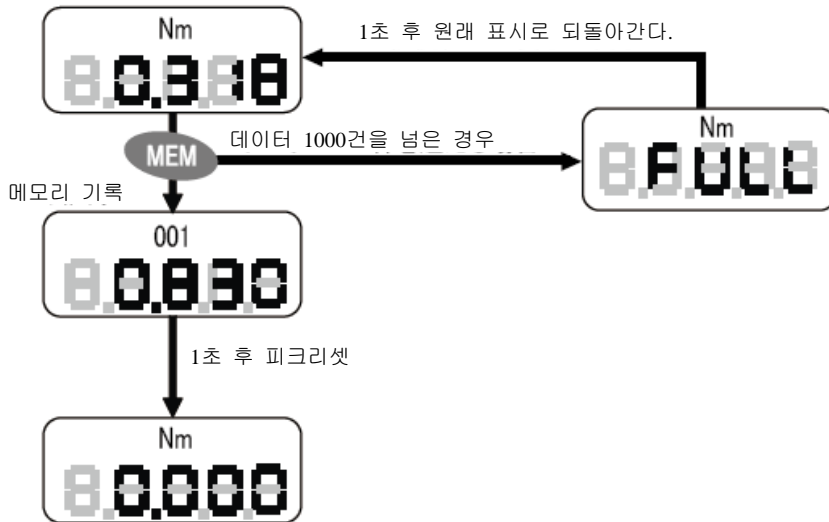 Nm
0.318
1초 후 원래 표시로 되돌아간다.
MEM
데이터 1000건을 넘은 경우
Nm
FULL
메모리 기록
001
0.830
1초 후 피크리셋
Nm
0.000